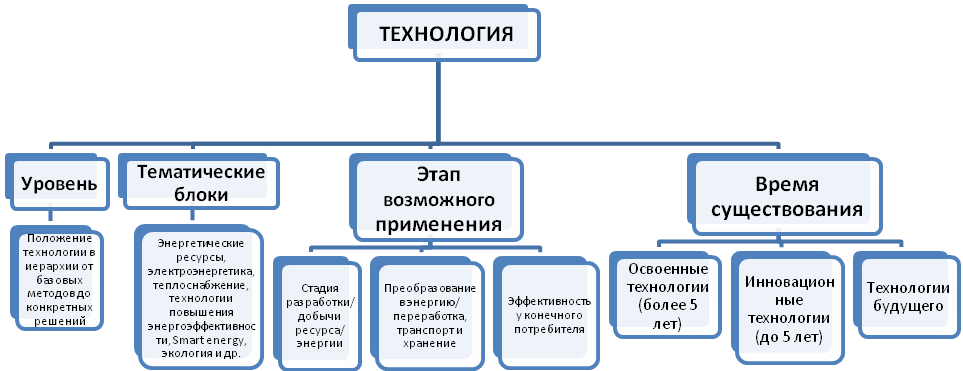 ТЕХНОЛОГИЯ
Уровень
Положение
технологии в
иерархии от
базовых
методов до
конкретных
решений
Тематические
блоки
Энергетические
ресурсы,
электроэнергетика,
теплоснабжение,
технологии
повышения
энергоэффективнос
ти, Smart energy,
экология и др.
Этап
возможного
применения
Стадия
разработки/
добычи
ресурса/
энергии
Преобразование
в энергию/
переработка,
транспорт и
хранение
Эффективность
у конечного
потребителя
Время
существования
Освоенные
технологии
(более 5
лет)
Инновацион
ные
технологии
(до 5 лет)
Технологии
будущего